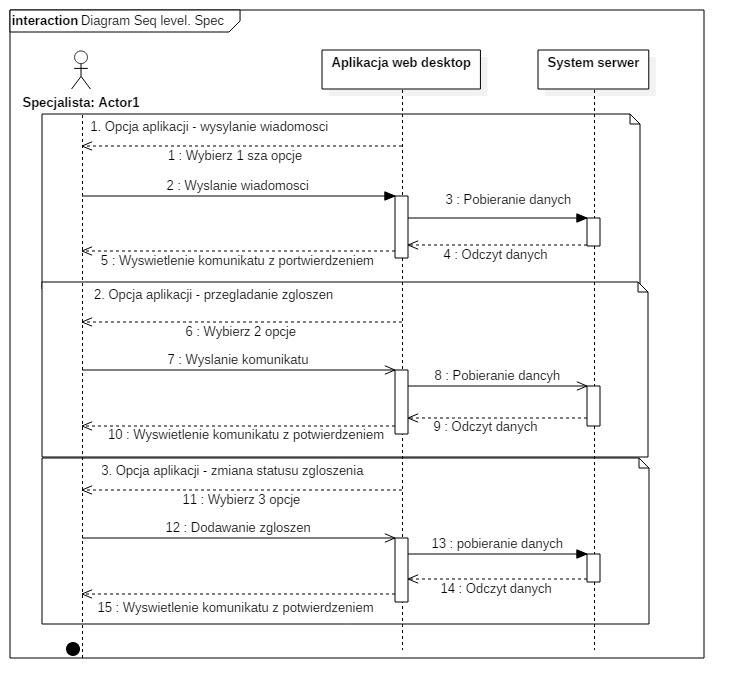 interaction Diagram Seq level. Spec
Aplikacja web desktop
System serwer
Specjalista: Actor1
1. Opcja aplikacji - wysylanie wiadomosci
1 : Wybierz 1 sza opcje
2 : Wyslanie wiadomosci
3 : Pobieranie danych
4 : Odczyt danych
5 : Wyswietlenie komunikatu z portwierdzeniem
2. Opcja aplikacji - przegladanie zgloszen
6 : Wybierz 2 opcje
7 : Wyslanie komunikatu
8 : Pobieranie dancyh
9 : Odczyt danych
10 : Wyswietlenie komunikatu z potwierdzeniem
3. Opcja aplikacji - zmiana statusu zgloszenia
11 : Wybierz 3 opcje
12 : Dodawanie zgloszen
13 : pobieranie danych
14 : Odczyt danych
15 : Wyswietlenie komunikatu z potwierdzeniem